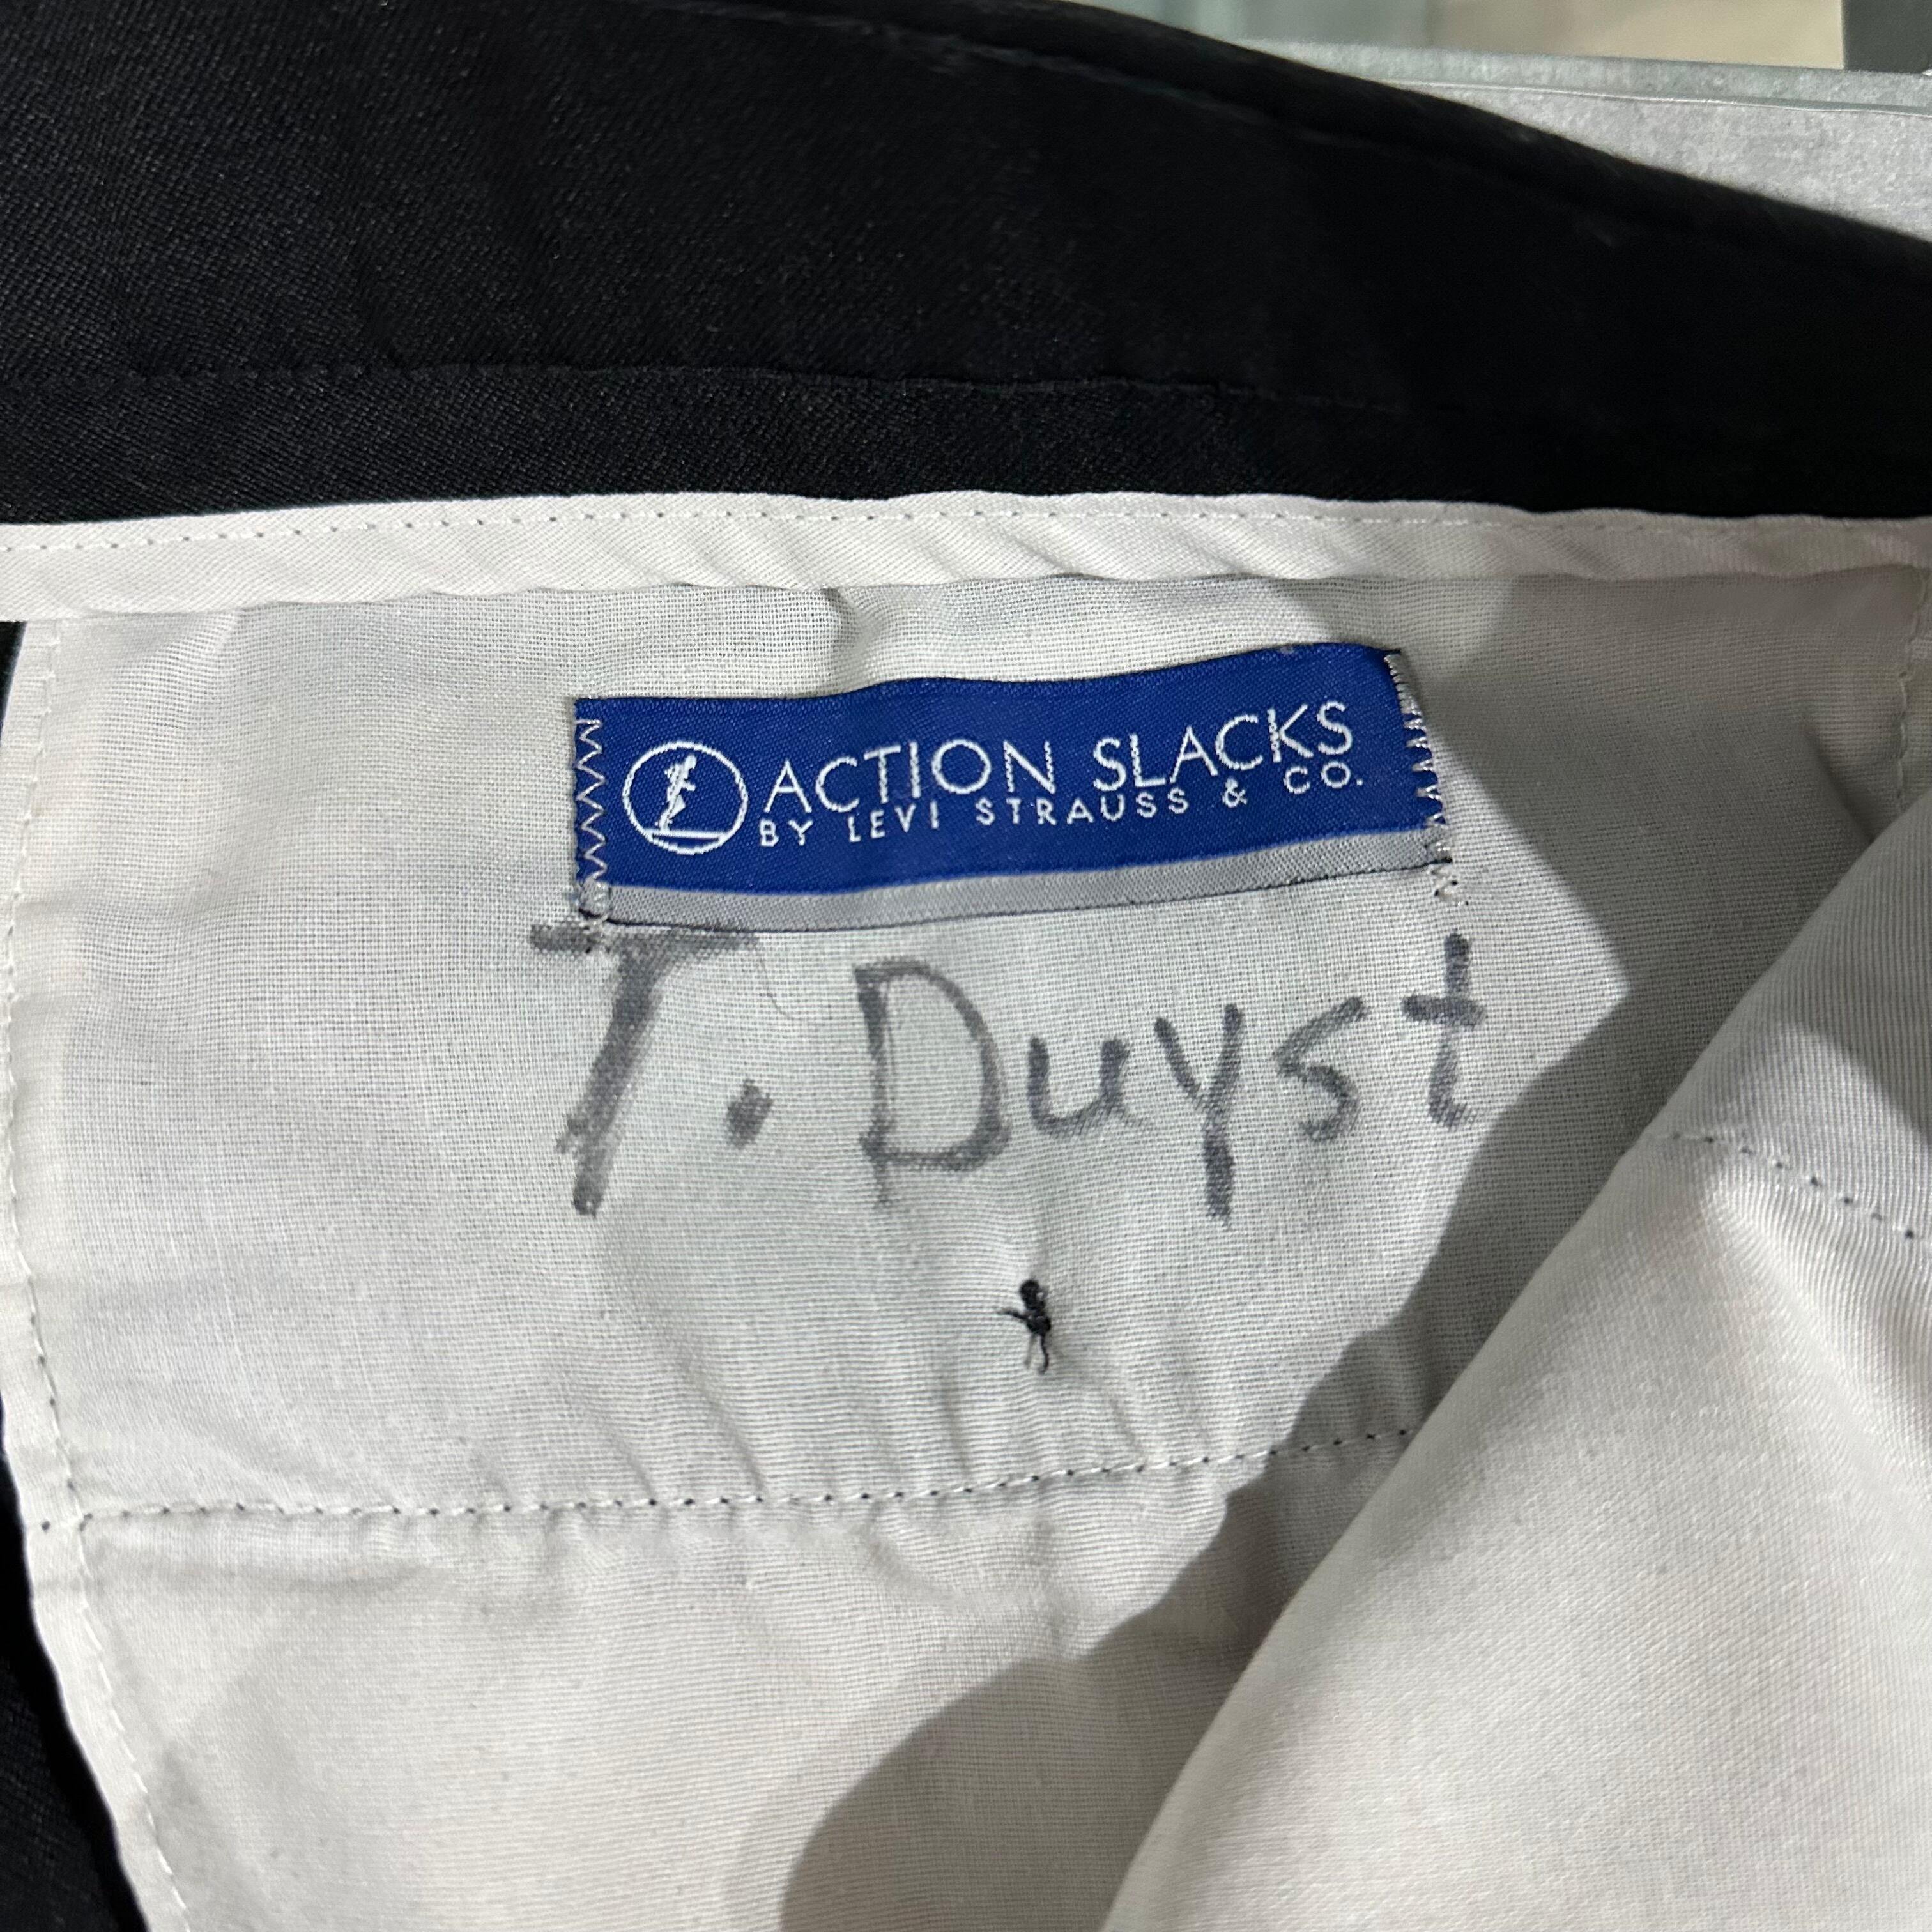 ACTION SLACKS
BY LEVI STRAUSS & CO.
T. Duyst